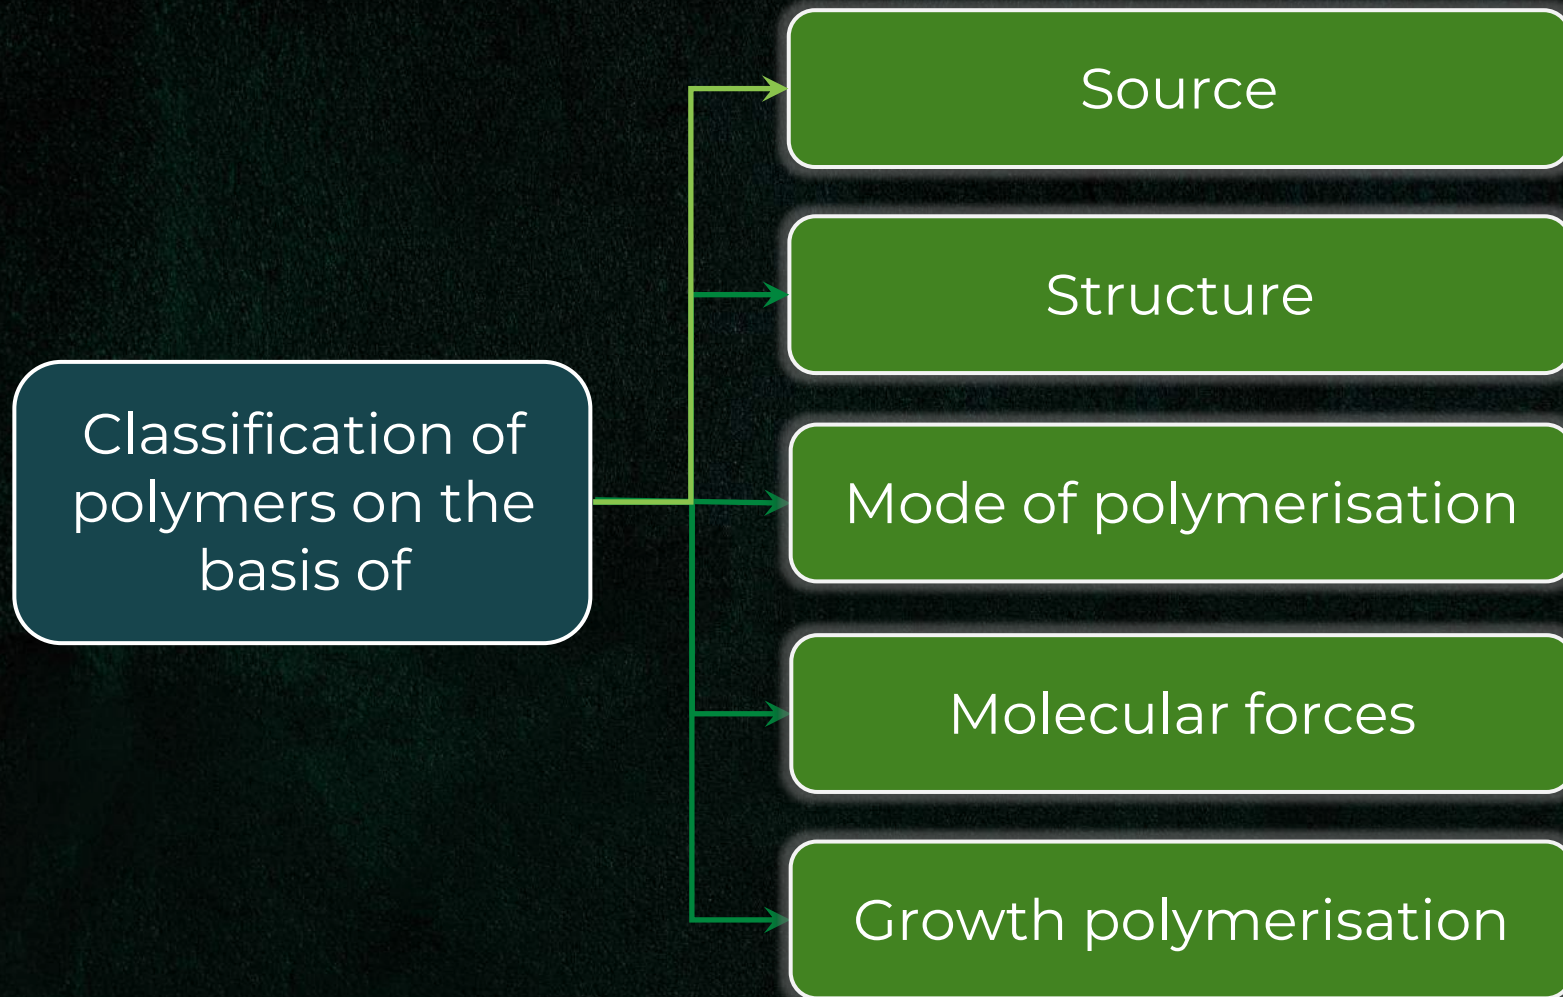 Source
Structure
Classification of
polymers on the
basis of
Mode of polymerisation
Molecular forces
Growth polymerisation